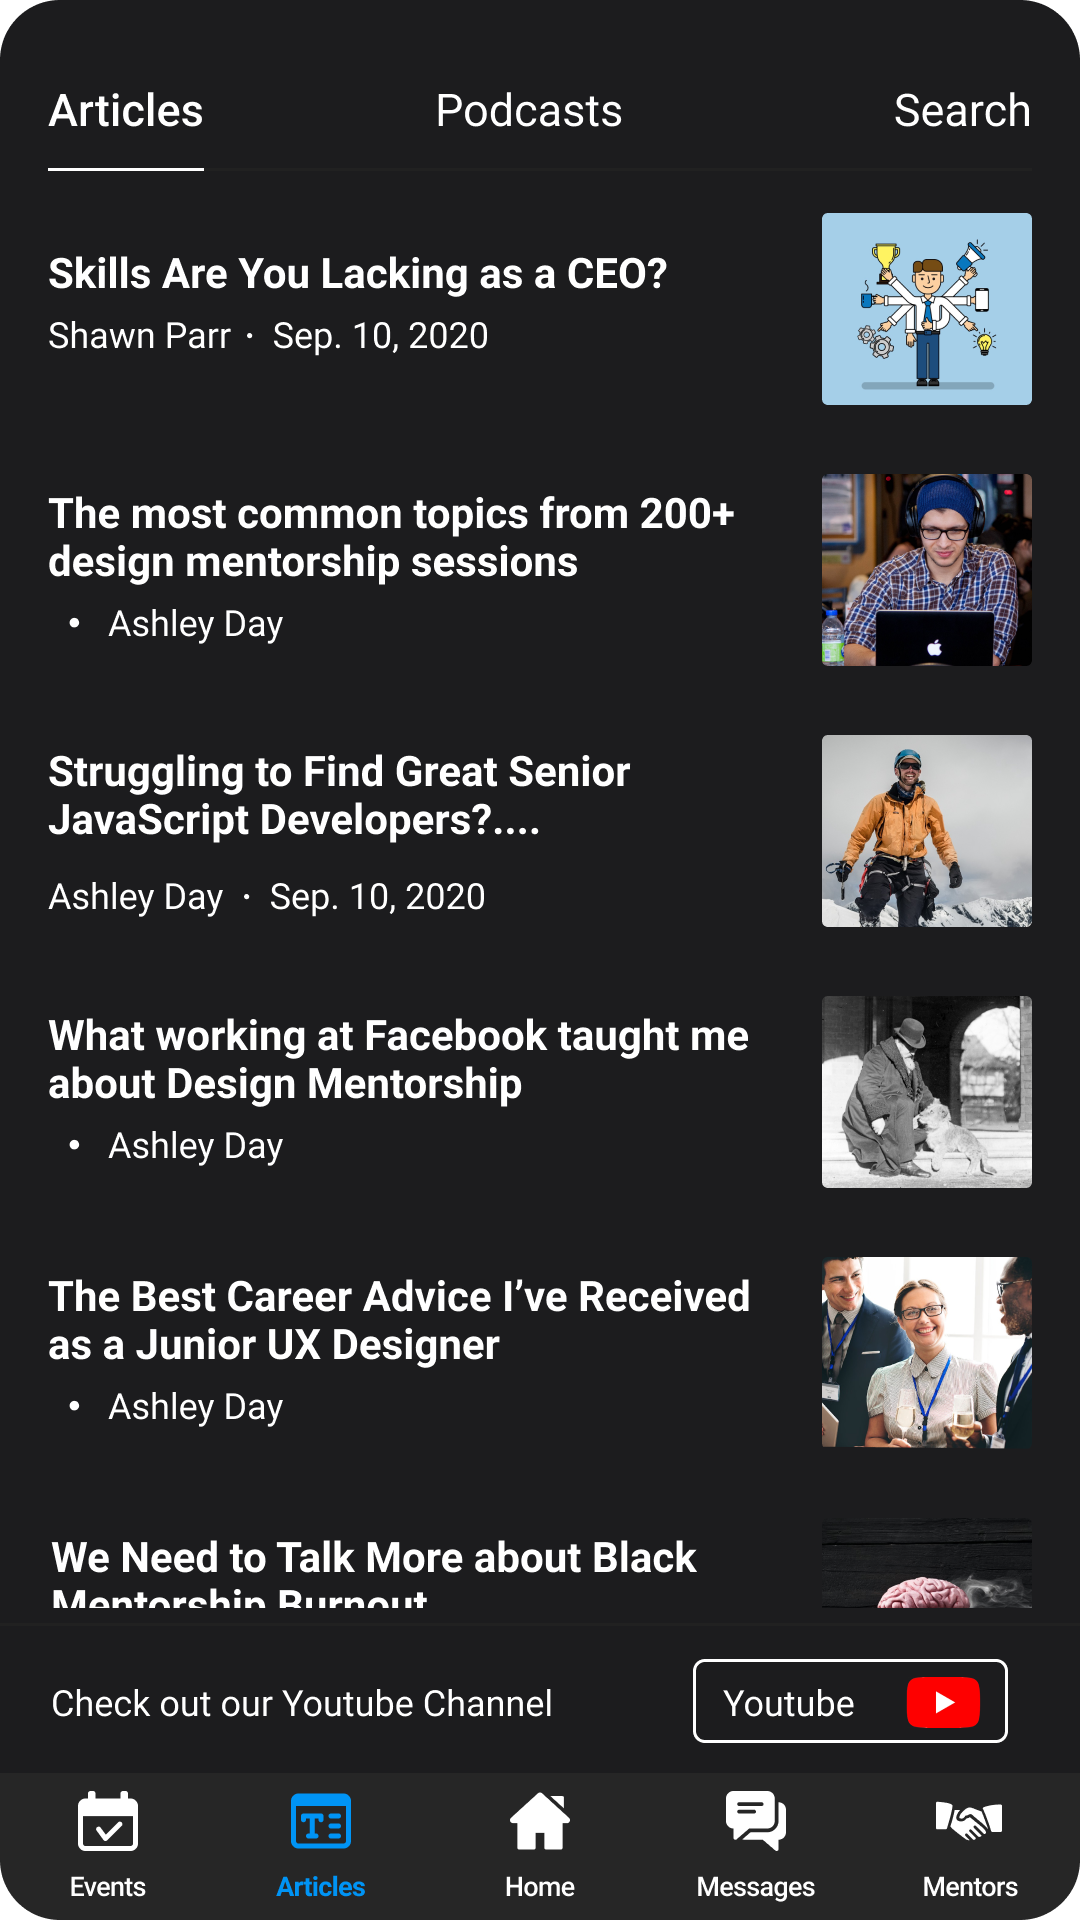 Articles Podcasts Search
Skills Are You Lacking as a CEO?
Shawn Parr · Sep. 10, 2020
The most common topics from 200+
design mentorship sessions
• Ashley Day
Struggling to Find Great Senior
JavaScript Developers?....
Ashley Day · Sep. 10, 2020
What working at Facebook taught me
about Design Mentorship
• Ashley Day
The Best Career Advice I’ve Received
as a Junior UX Designer
• Ashley Day
We Need to Talk More about Black
Mentorship Burnout
Check out our Youtube Channel
Youtube
Events Articles Home Messages Mentors